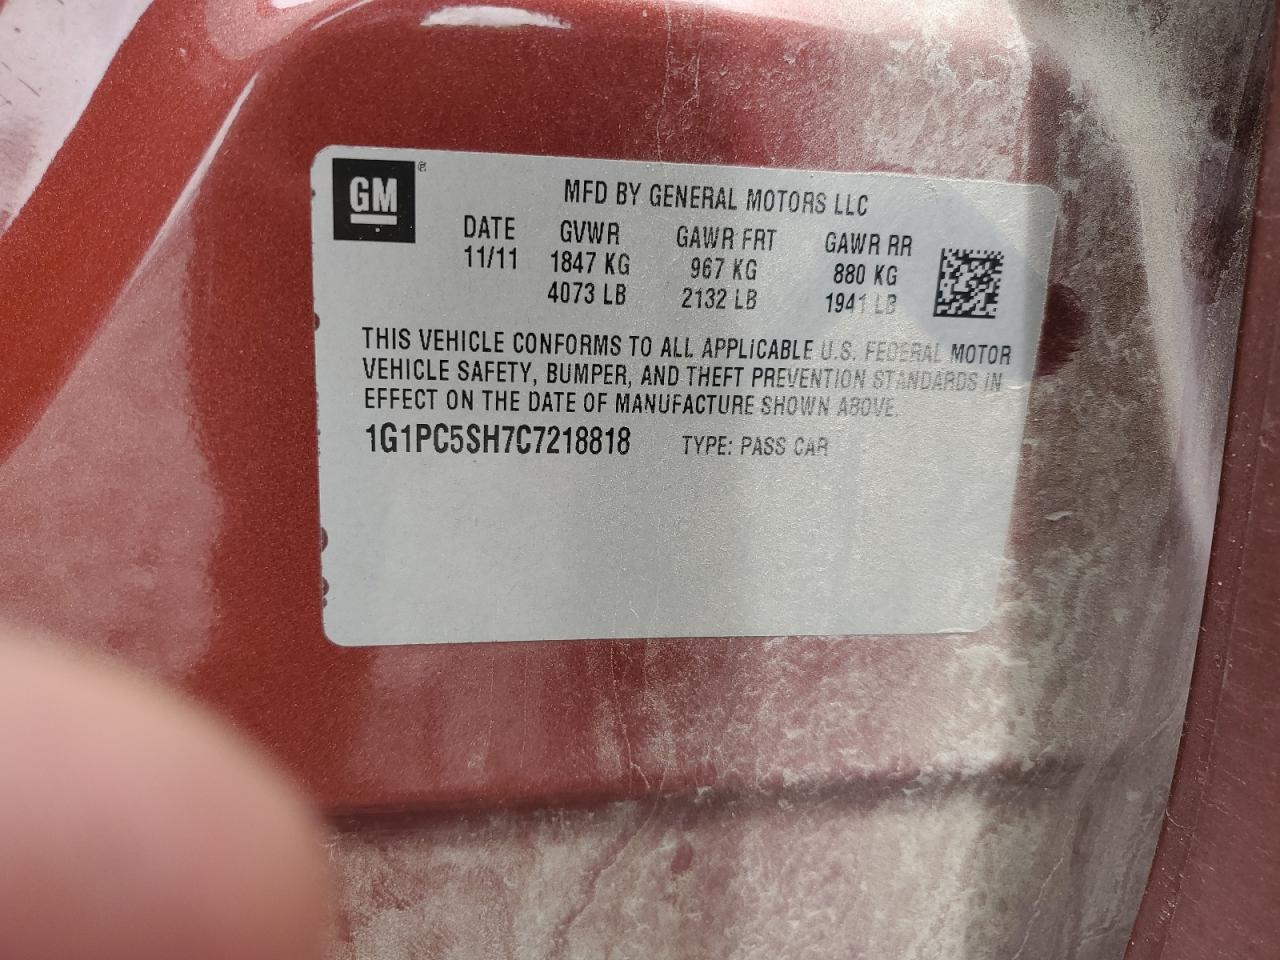 GM®
MFD BY GENERAL MOTORS LLC
DATE GVWR GAWR FRT GAWR RR
11/11 1847 KG 967 KG 880 KG
4073 LB 2132 LB 1941 LB
THIS VEHICLE CONFORMS TO ALL APPLICABLE U.S. FEDERAL MOTOR
VEHICLE SAFETY, BUMPER, AND THEFT PREVENTION STANDARDS IN
EFFECT ON THE DATE OF MANUFACTURE SHOWN ABOVE.
1G1PC5SH7C7218818 TYPE: PASS CAR